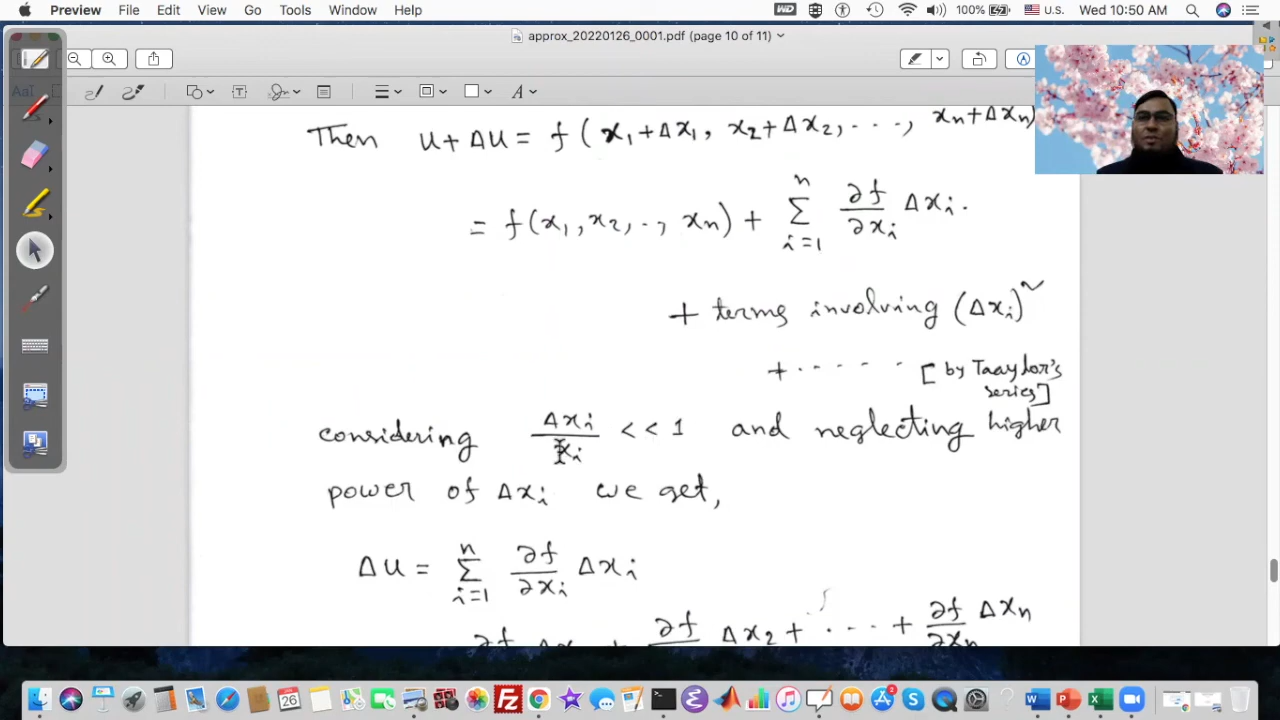 Preview File Edit View Go Tools Window Help 100% U.S. Wed 10:50 AM
approx_20220126_0001.pdf (page 10 of 11)
Then u + Δu = f ( x₁+Δx₁, x₂+Δx₂, ..., xₙ+Δxₙ)
= f(x₁, x₂, .., xₙ) + Σᵢ₌₁ⁿ ∂f/∂xᵢ Δxᵢ.
+ terms involving (Δxᵢ)²
+ ..... [by Taaylor's
series]
considering Δxᵢ/xᵢ << 1 and neglecting higher
power of Δxᵢ we get,
Δu = Σᵢ₌₁ⁿ ∂f/∂xᵢ Δxᵢ
Δx₂ + ... + ∂f/∂xₙ Δxₙ